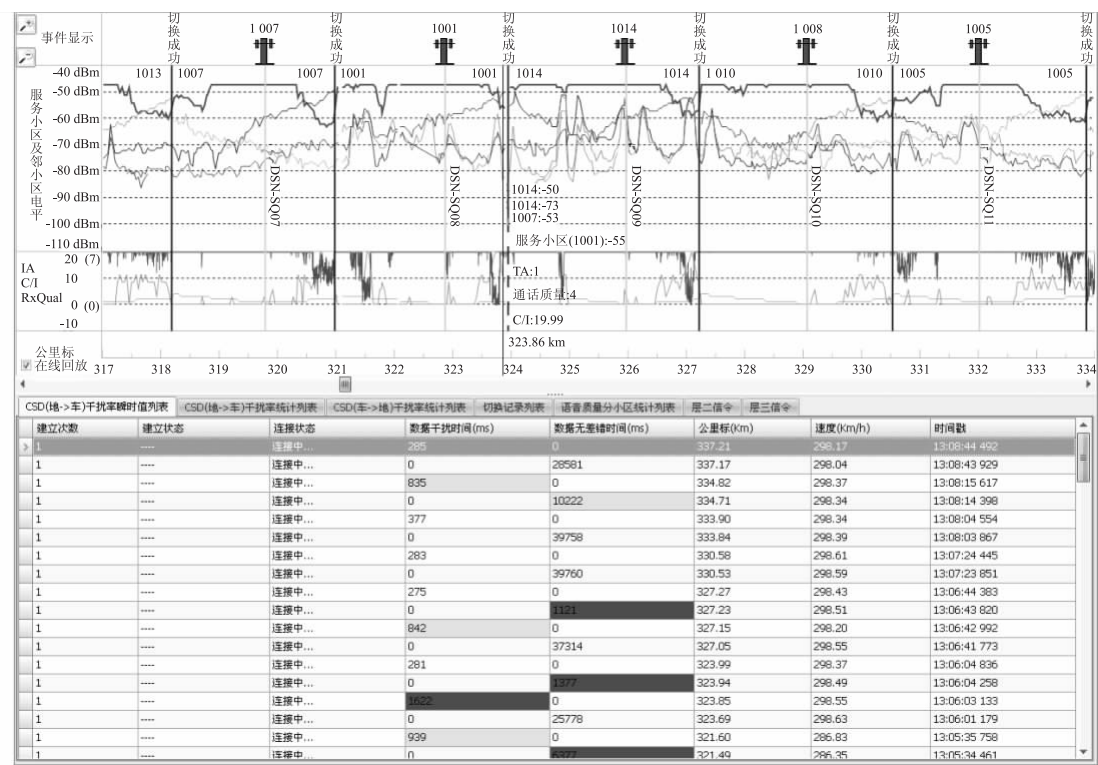 事件显示
切换成功
1 007
切换成功
1001
切换成功
1014
切换成功
1 008
切换成功
1005
切换成功
服务小区及邻小区电平
-40 dBm
1013
1007
1007
1001
1001
1014
1014
1 010
1010
1005
1005
-50 dBm
-60 dBm
-70 dBm
-80 dBm
-90 dBm
-100 dBm
-110 dBm
DSN-SQ07
DSN-SQ08
DSN-SQ09
DSN-SQ10
DSN-SQ11
1014:-50
1014:-73
1007:-53
服务小区(1001):-55
IA
C/I
RxQual
20 (7)
10
0 (0)
-10
TA:1
通话质量:4
C/I:19.99
323.86 km
公里标
在线回放
317 318 319 320 321 322 323 324 325 326 327 328 329 330 331 332 333 334
CSD(地->车)干扰率瞬时值列表 CSD(地->车)干扰率统计列表 CSD(车->地)干扰率统计列表 切换记录列表 语音质量分小区统计列表 层二信令 层三信令
建立次数 建立状态 连接状态 数据干扰时间(ms) 数据无差错时间(ms) 公里标(Km) 速度(Km/h) 时间戳
1 ---- 连接中... 285 0 337.21 298.17 13:08:44 492
1 ---- 连接中... 0 28581 337.17 298.04 13:08:43 929
1 ---- 连接中... 835 0 334.82 298.37 13:08:15 617
1 ---- 连接中... 0 10222 334.71 298.34 13:08:14 398
1 ---- 连接中... 377 0 333.90 298.34 13:08:04 554
1 ---- 连接中... 0 39758 333.84 298.39 13:08:03 867
1 ---- 连接中... 283 0 330.58 298.61 13:07:24 445
1 ---- 连接中... 0 39760 330.53 298.59 13:07:23 851
1 ---- 连接中... 275 0 327.27 298.43 13:06:44 383
1 ---- 连接中... 0 1121 327.23 298.51 13:06:43 820
1 ---- 连接中... 842 0 327.15 298.20 13:06:42 992
1 ---- 连接中... 0 37314 327.05 298.55 13:06:41 773
1 ---- 连接中... 281 0 323.99 298.37 13:06:04 836
1 ---- 连接中... 0 1377 323.94 298.49 13:06:04 258
1 ---- 连接中... 1622 0 323.85 298.55 13:06:03 133
1 ---- 连接中... 0 25778 323.69 298.63 13:06:01 179
1 ---- 连接中... 939 0 321.60 286.83 13:05:35 758
1 ---- 连接中... 0 6377 321.49 286.35 13:05:34 461